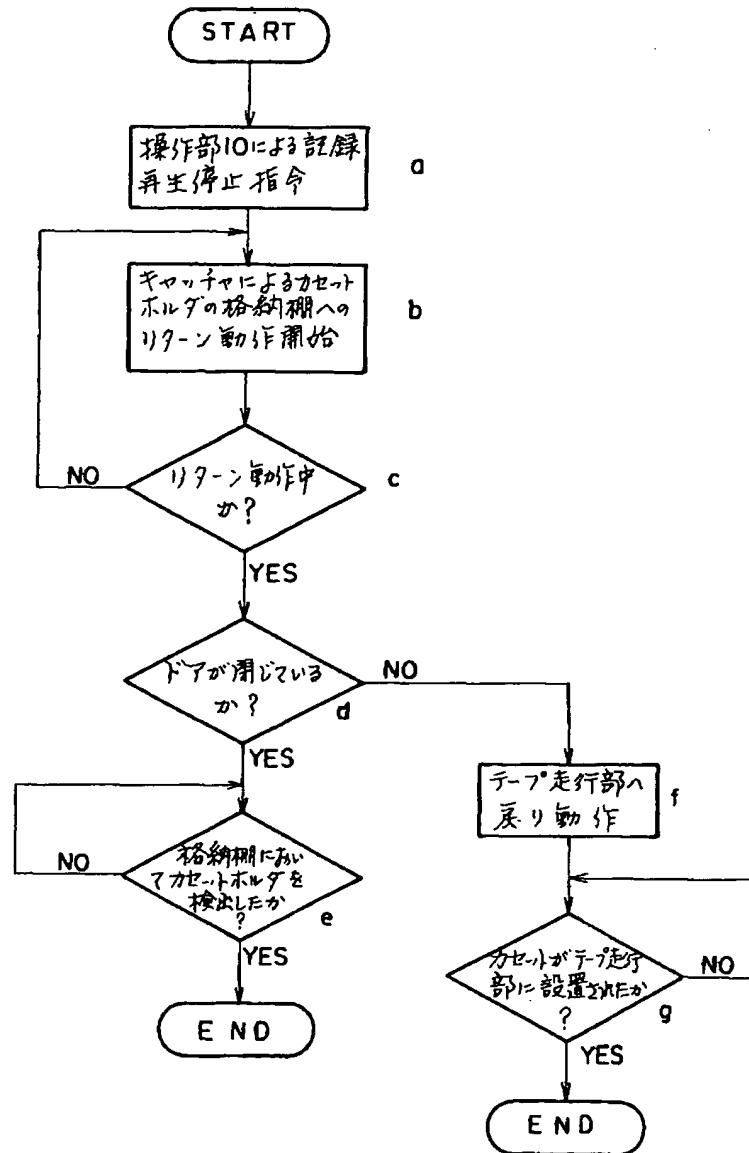 START
操作部10による記録
再生停止指令
a
キャッチャによるカセット
ホルダの格納棚への
リターン動作開始
b
リターン動作中
か?
c
NO
YES
ドアが閉じている
か?
d
NO
YES
格納棚におい
てカセットホルダを
検出したか
?
e
NO
YES
END
テープ走行部へ
戻り動作
f
カセットがテープ走行
部に設置されたか
?
g
NO
YES
END